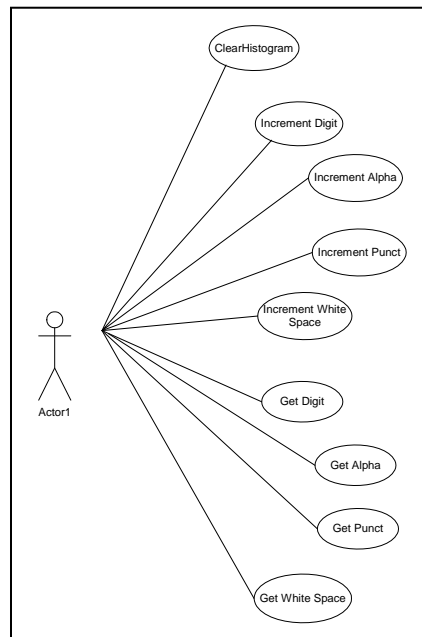 ClearHistogram
Increment Digit
Increment Alpha
Increment Punct
Increment White
Space
Get Digit
Actor1
Get Alpha
Get Punct
Get White Space